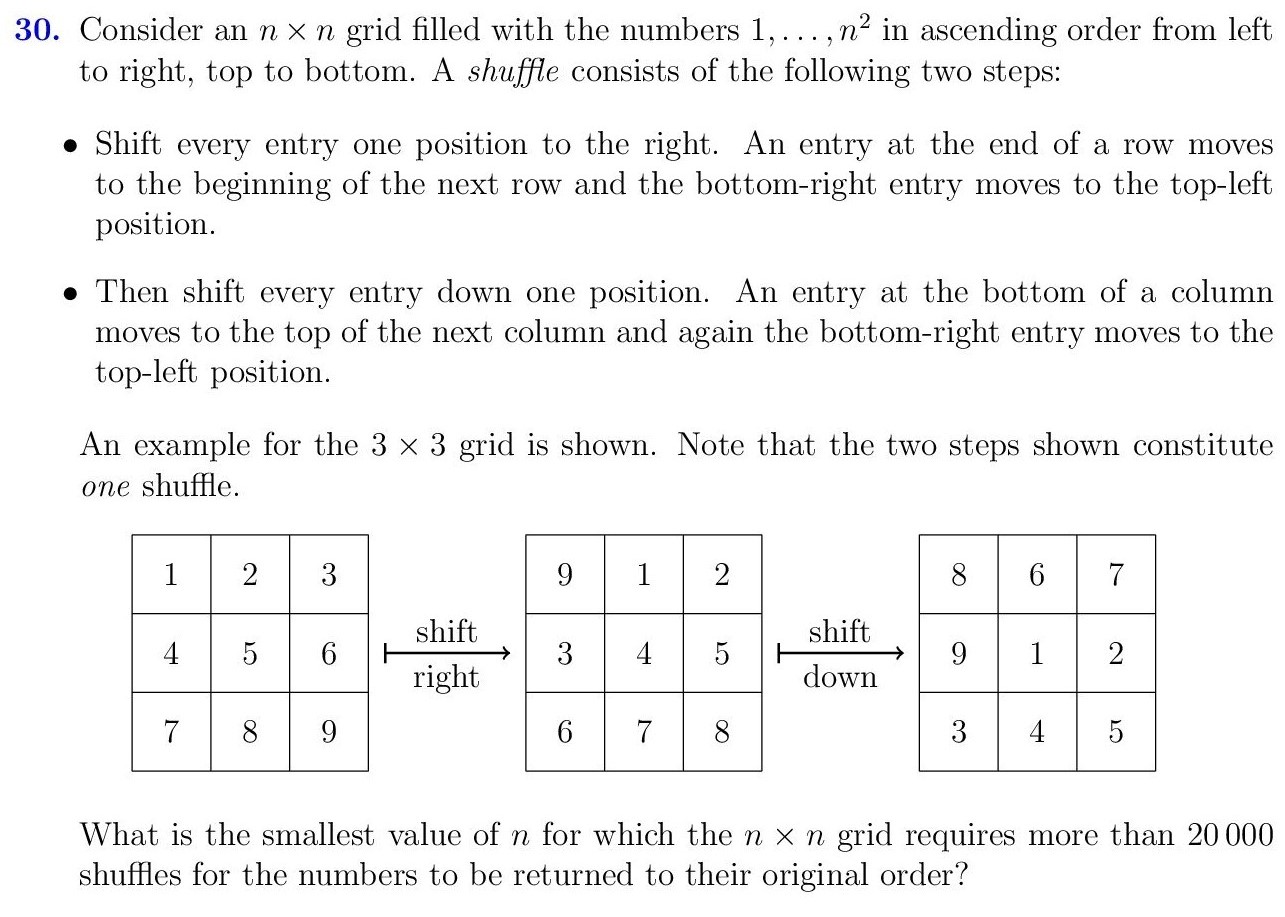 30. Consider an n × n grid filled with the numbers 1, . . . , n² in ascending order from left
to right, top to bottom. A shuffle consists of the following two steps:
• Shift every entry one position to the right. An entry at the end of a row moves
to the beginning of the next row and the bottom-right entry moves to the top-left
position.
• Then shift every entry down one position. An entry at the bottom of a column
moves to the top of the next column and again the bottom-right entry moves to the
top-left position.
An example for the 3 × 3 grid is shown. Note that the two steps shown constitute
one shuffle.
1 2 3 9 1 2 8 6 7
shift shift
4 5 6 3 4 5 9 1 2
right down
7 8 9 6 7 8 3 4 5
What is the smallest value of n for which the n × n grid requires more than 20 000
shuffles for the numbers to be returned to their original order?